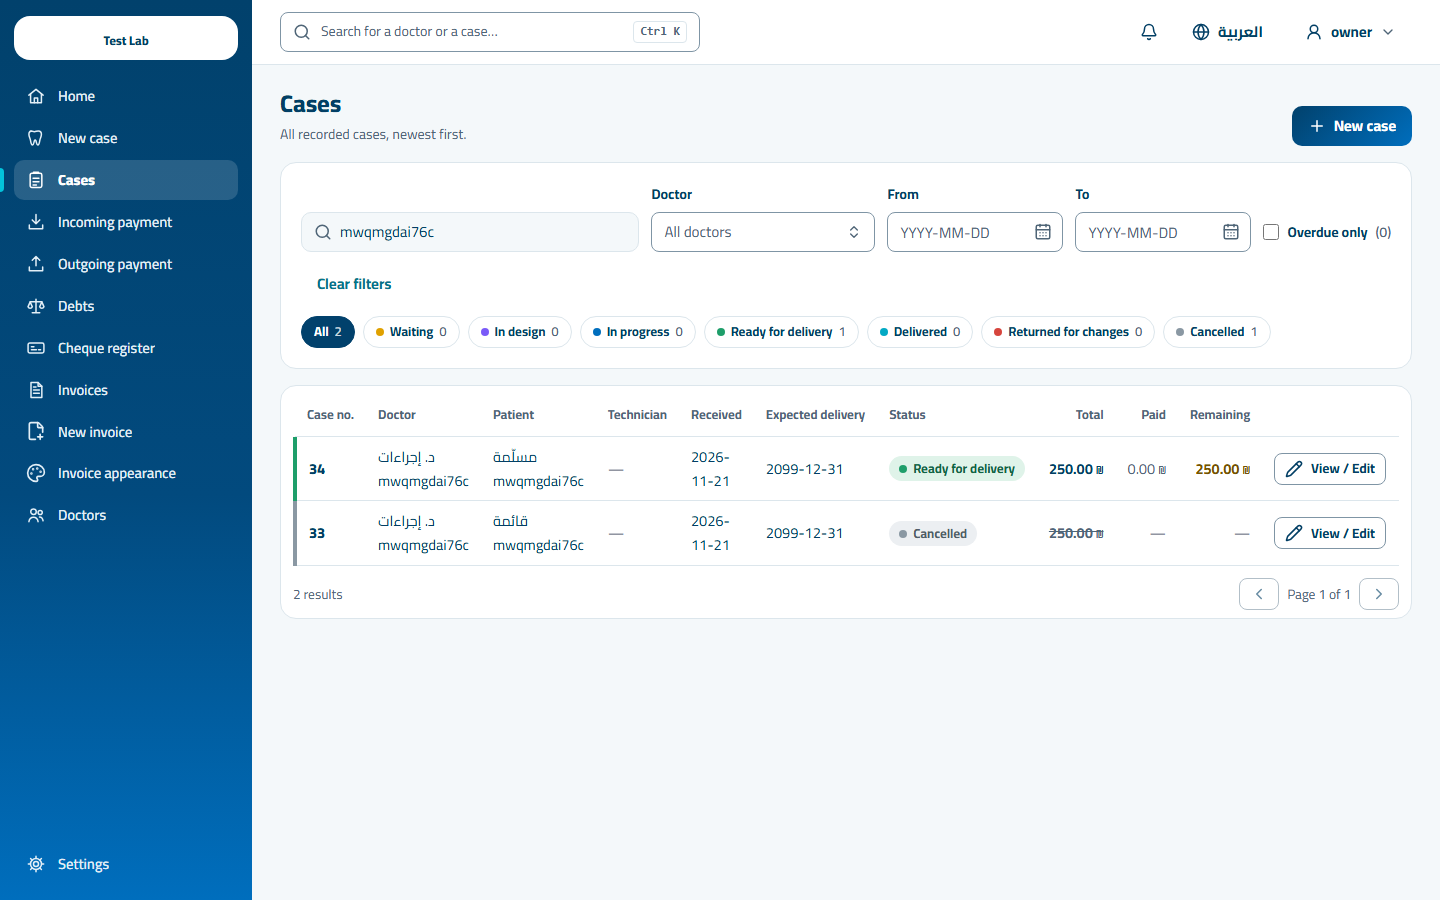 Test Lab
Home
New case
Cases
Incoming payment
Outgoing payment
Debts
Cheque register
Invoices
New invoice
Invoice appearance
Doctors
Settings
Search for a doctor or a case... Ctrl K
العربية
owner
Cases
All recorded cases, newest first.
New case
Doctor From To
mwqmgdai76c All doctors YYYY-MM-DD YYYY-MM-DD Overdue only (0)
Clear filters
All 2 Waiting 0 In design 0 In progress 0 Ready for delivery 1 Delivered 0 Returned for changes 0 Cancelled 1
Case no. Doctor Patient Technician Received Expected delivery Status Total Paid Remaining
34 د. إجراءات mwqmgdai76c مسلّمة mwqmgdai76c — 2026-11-21 2099-12-31 Ready for delivery 250.00 ₪ 0.00 ₪ 250.00 ₪ View / Edit
33 د. إجراءات mwqmgdai76c قائمة mwqmgdai76c — 2026-11-21 2099-12-31 Cancelled 250.00 ₪ — — View / Edit
2 results Page 1 of 1